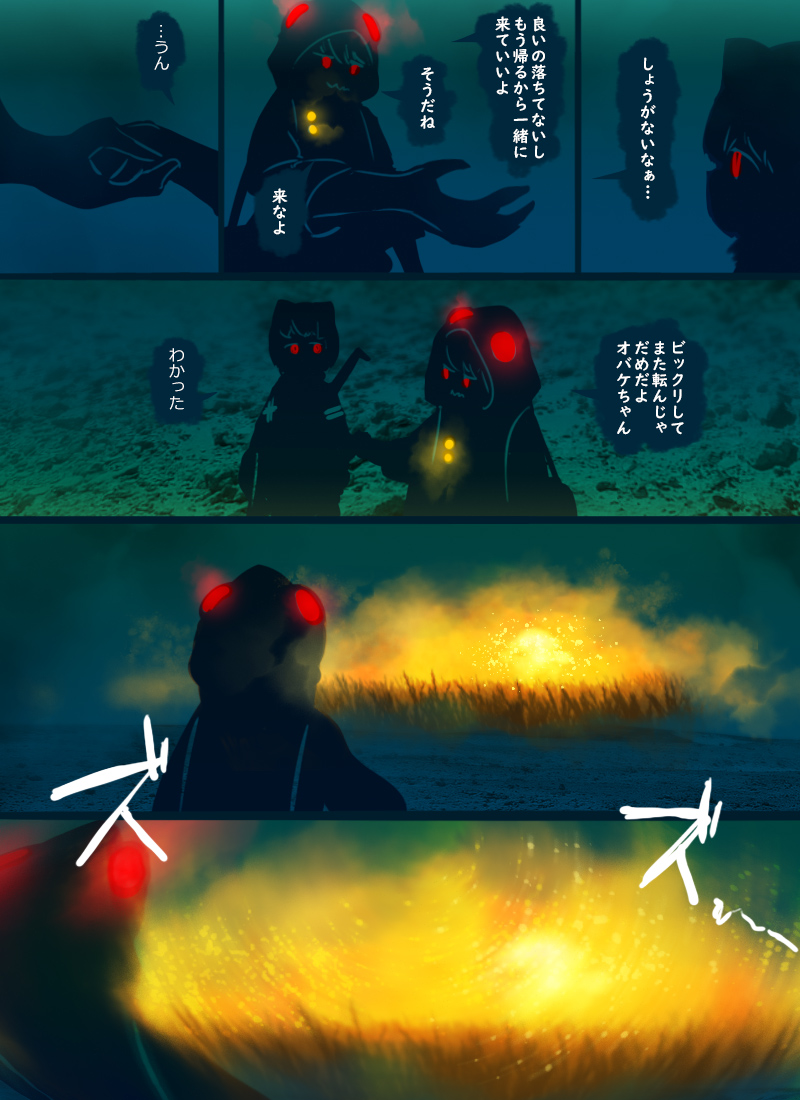 しょうがないなぁ…
良いの落ちてないし
もう帰るから一緒に
来ていいよ
そうだね
来なよ
…うん
ビックリして
また転んじゃ
だめだよ
オバケちゃん
わかった
ズ
ズ